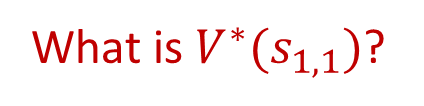 What is V*(s1,1)?